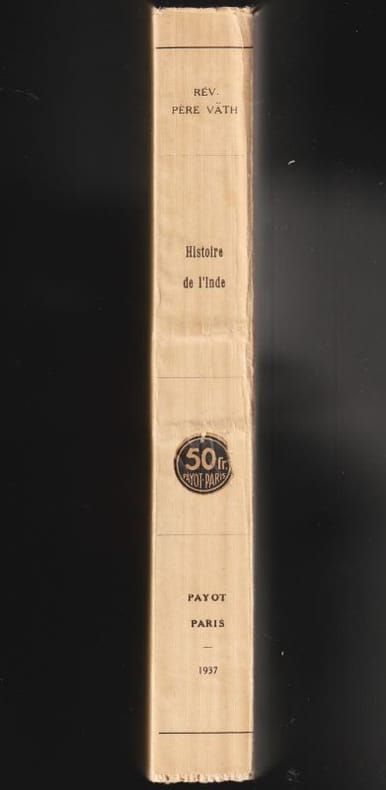 RÉV.
PÈRE VÄTH
Histoire
de l'Inde
50 fr.
PAYOT-PARIS
PAYOT
PARIS
—
1937